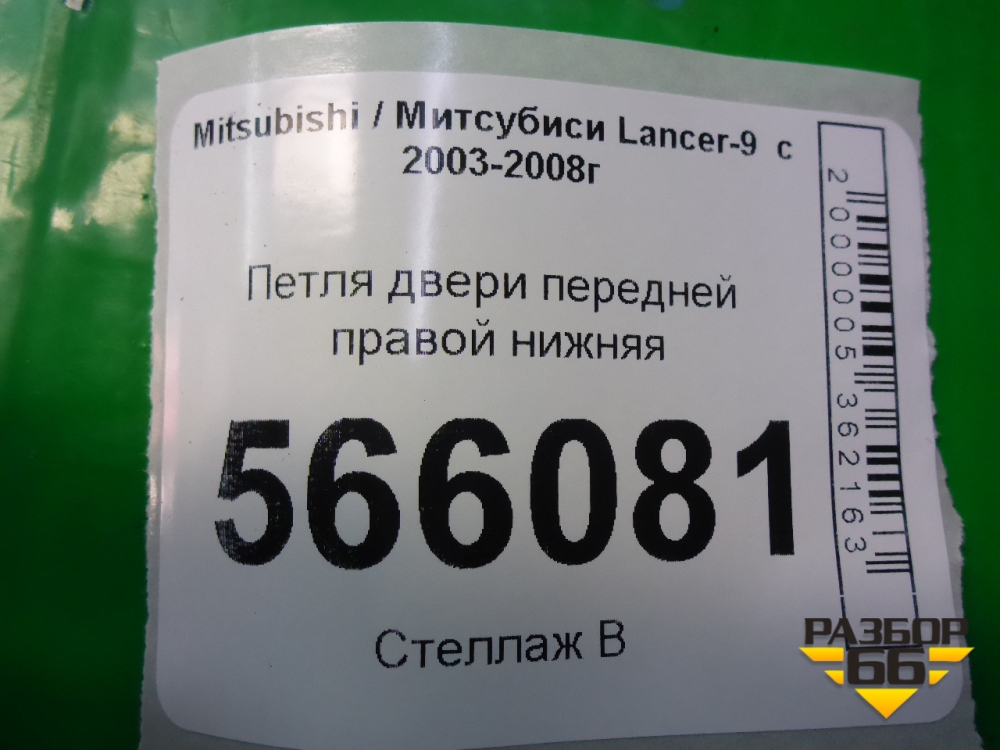 Mitsubishi / Митсубиси Lancer-9 с
2003-2008г
Петля двери передней
правой нижняя
566081
Стеллаж В
2000005362163
РАЗБОР
66